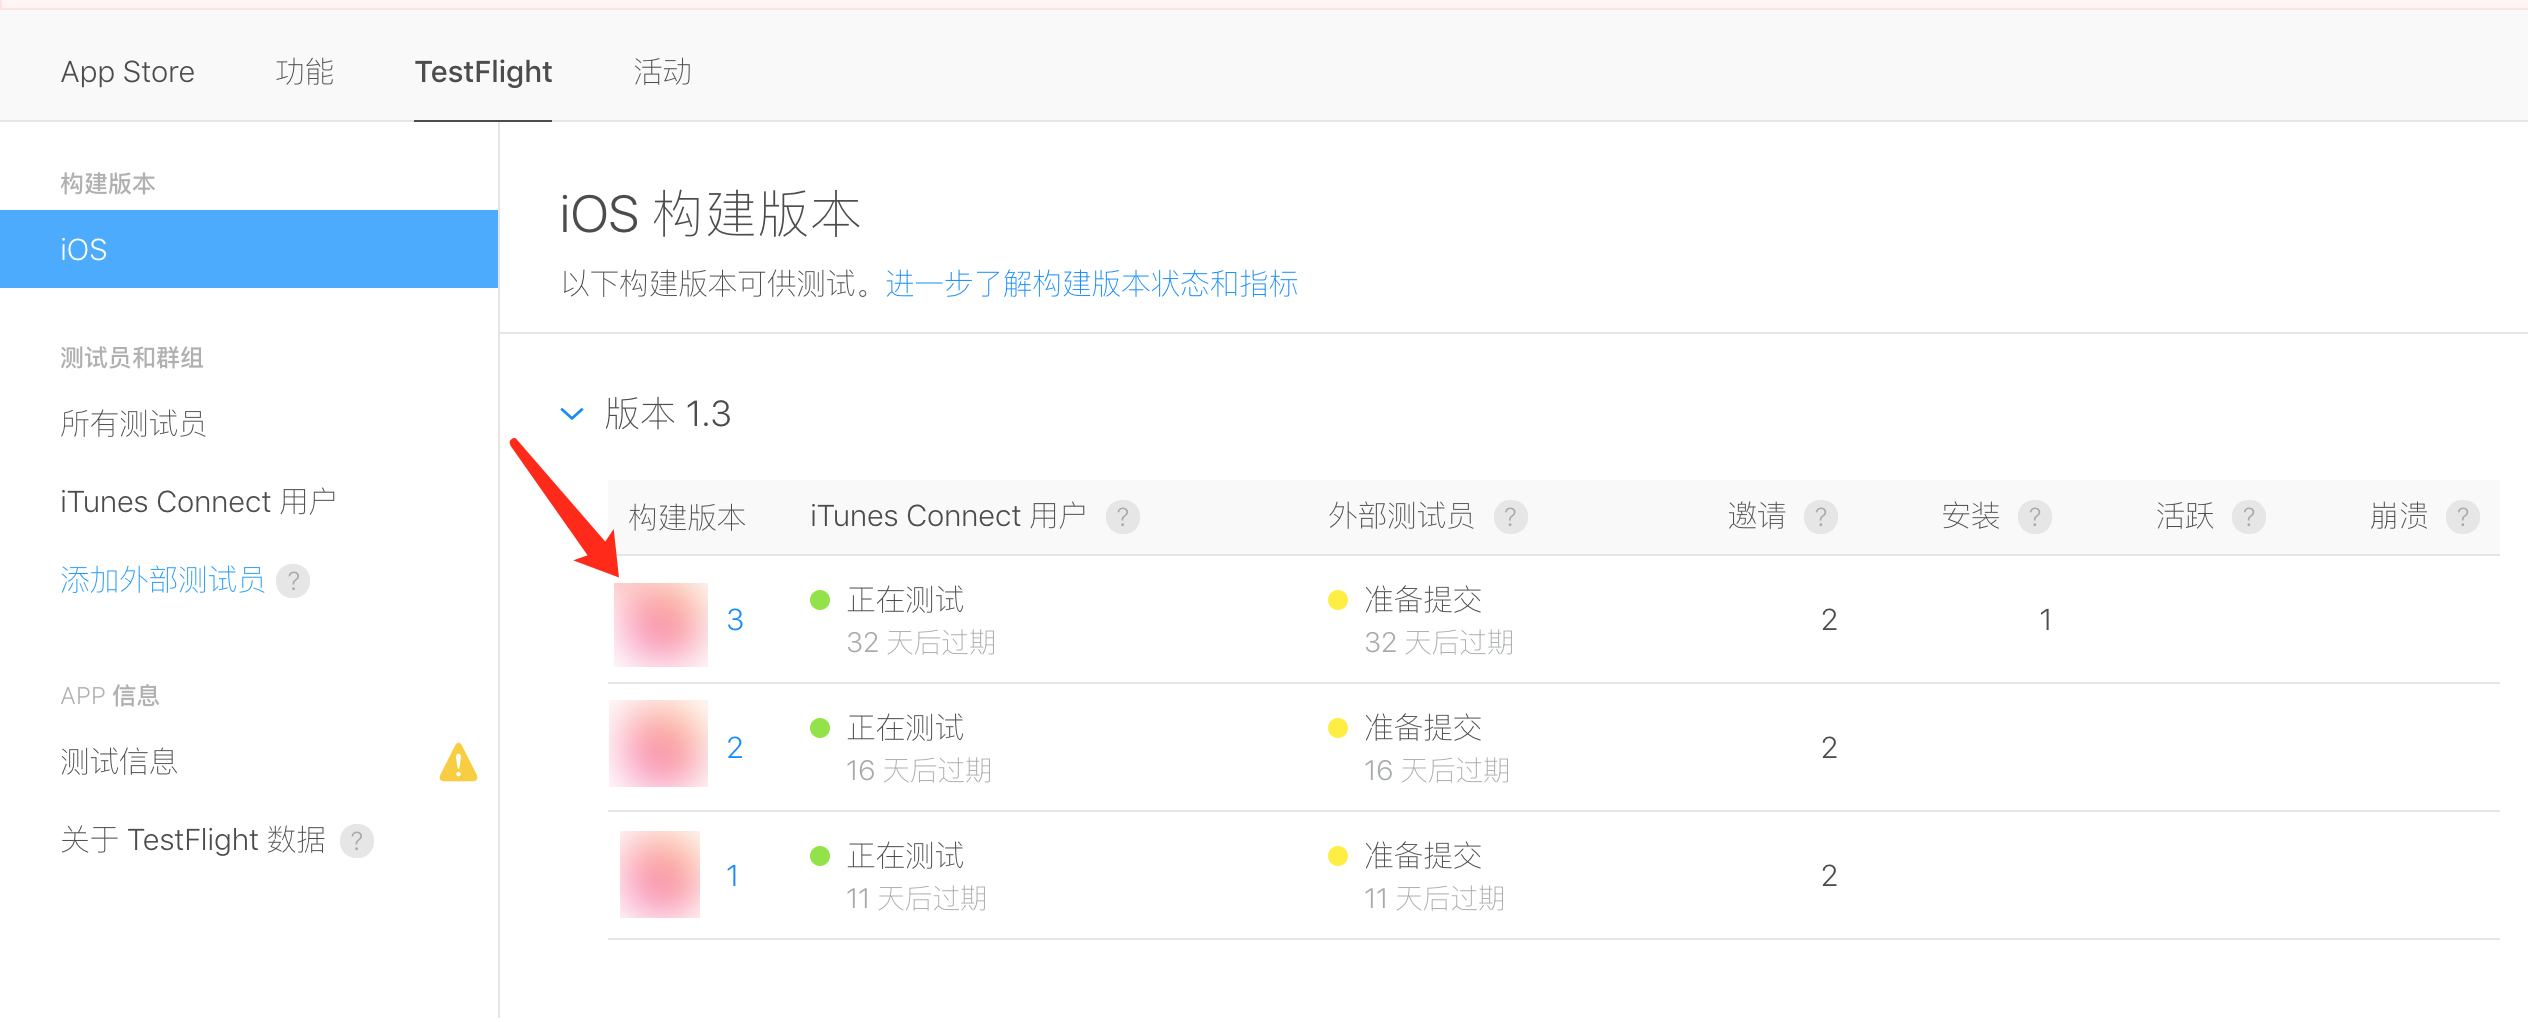 App Store 功能 TestFlight 活动
构建版本
iOS
测试员和群组
所有测试员
iTunes Connect 用户
添加外部测试员 ?
APP 信息
测试信息
关于 TestFlight 数据 ?
iOS 构建版本
以下构建版本可供测试。进一步了解构建版本状态和指标
版本 1.3
构建版本 iTunes Connect 用户 ? 外部测试员 ? 邀请 ? 安装 ? 活跃 ? 崩溃 ?
3 正在测试 准备提交 2 1
32 天后过期 32 天后过期
2 正在测试 准备提交 2
16 天后过期 16 天后过期
1 正在测试 准备提交 2
11 天后过期 11 天后过期